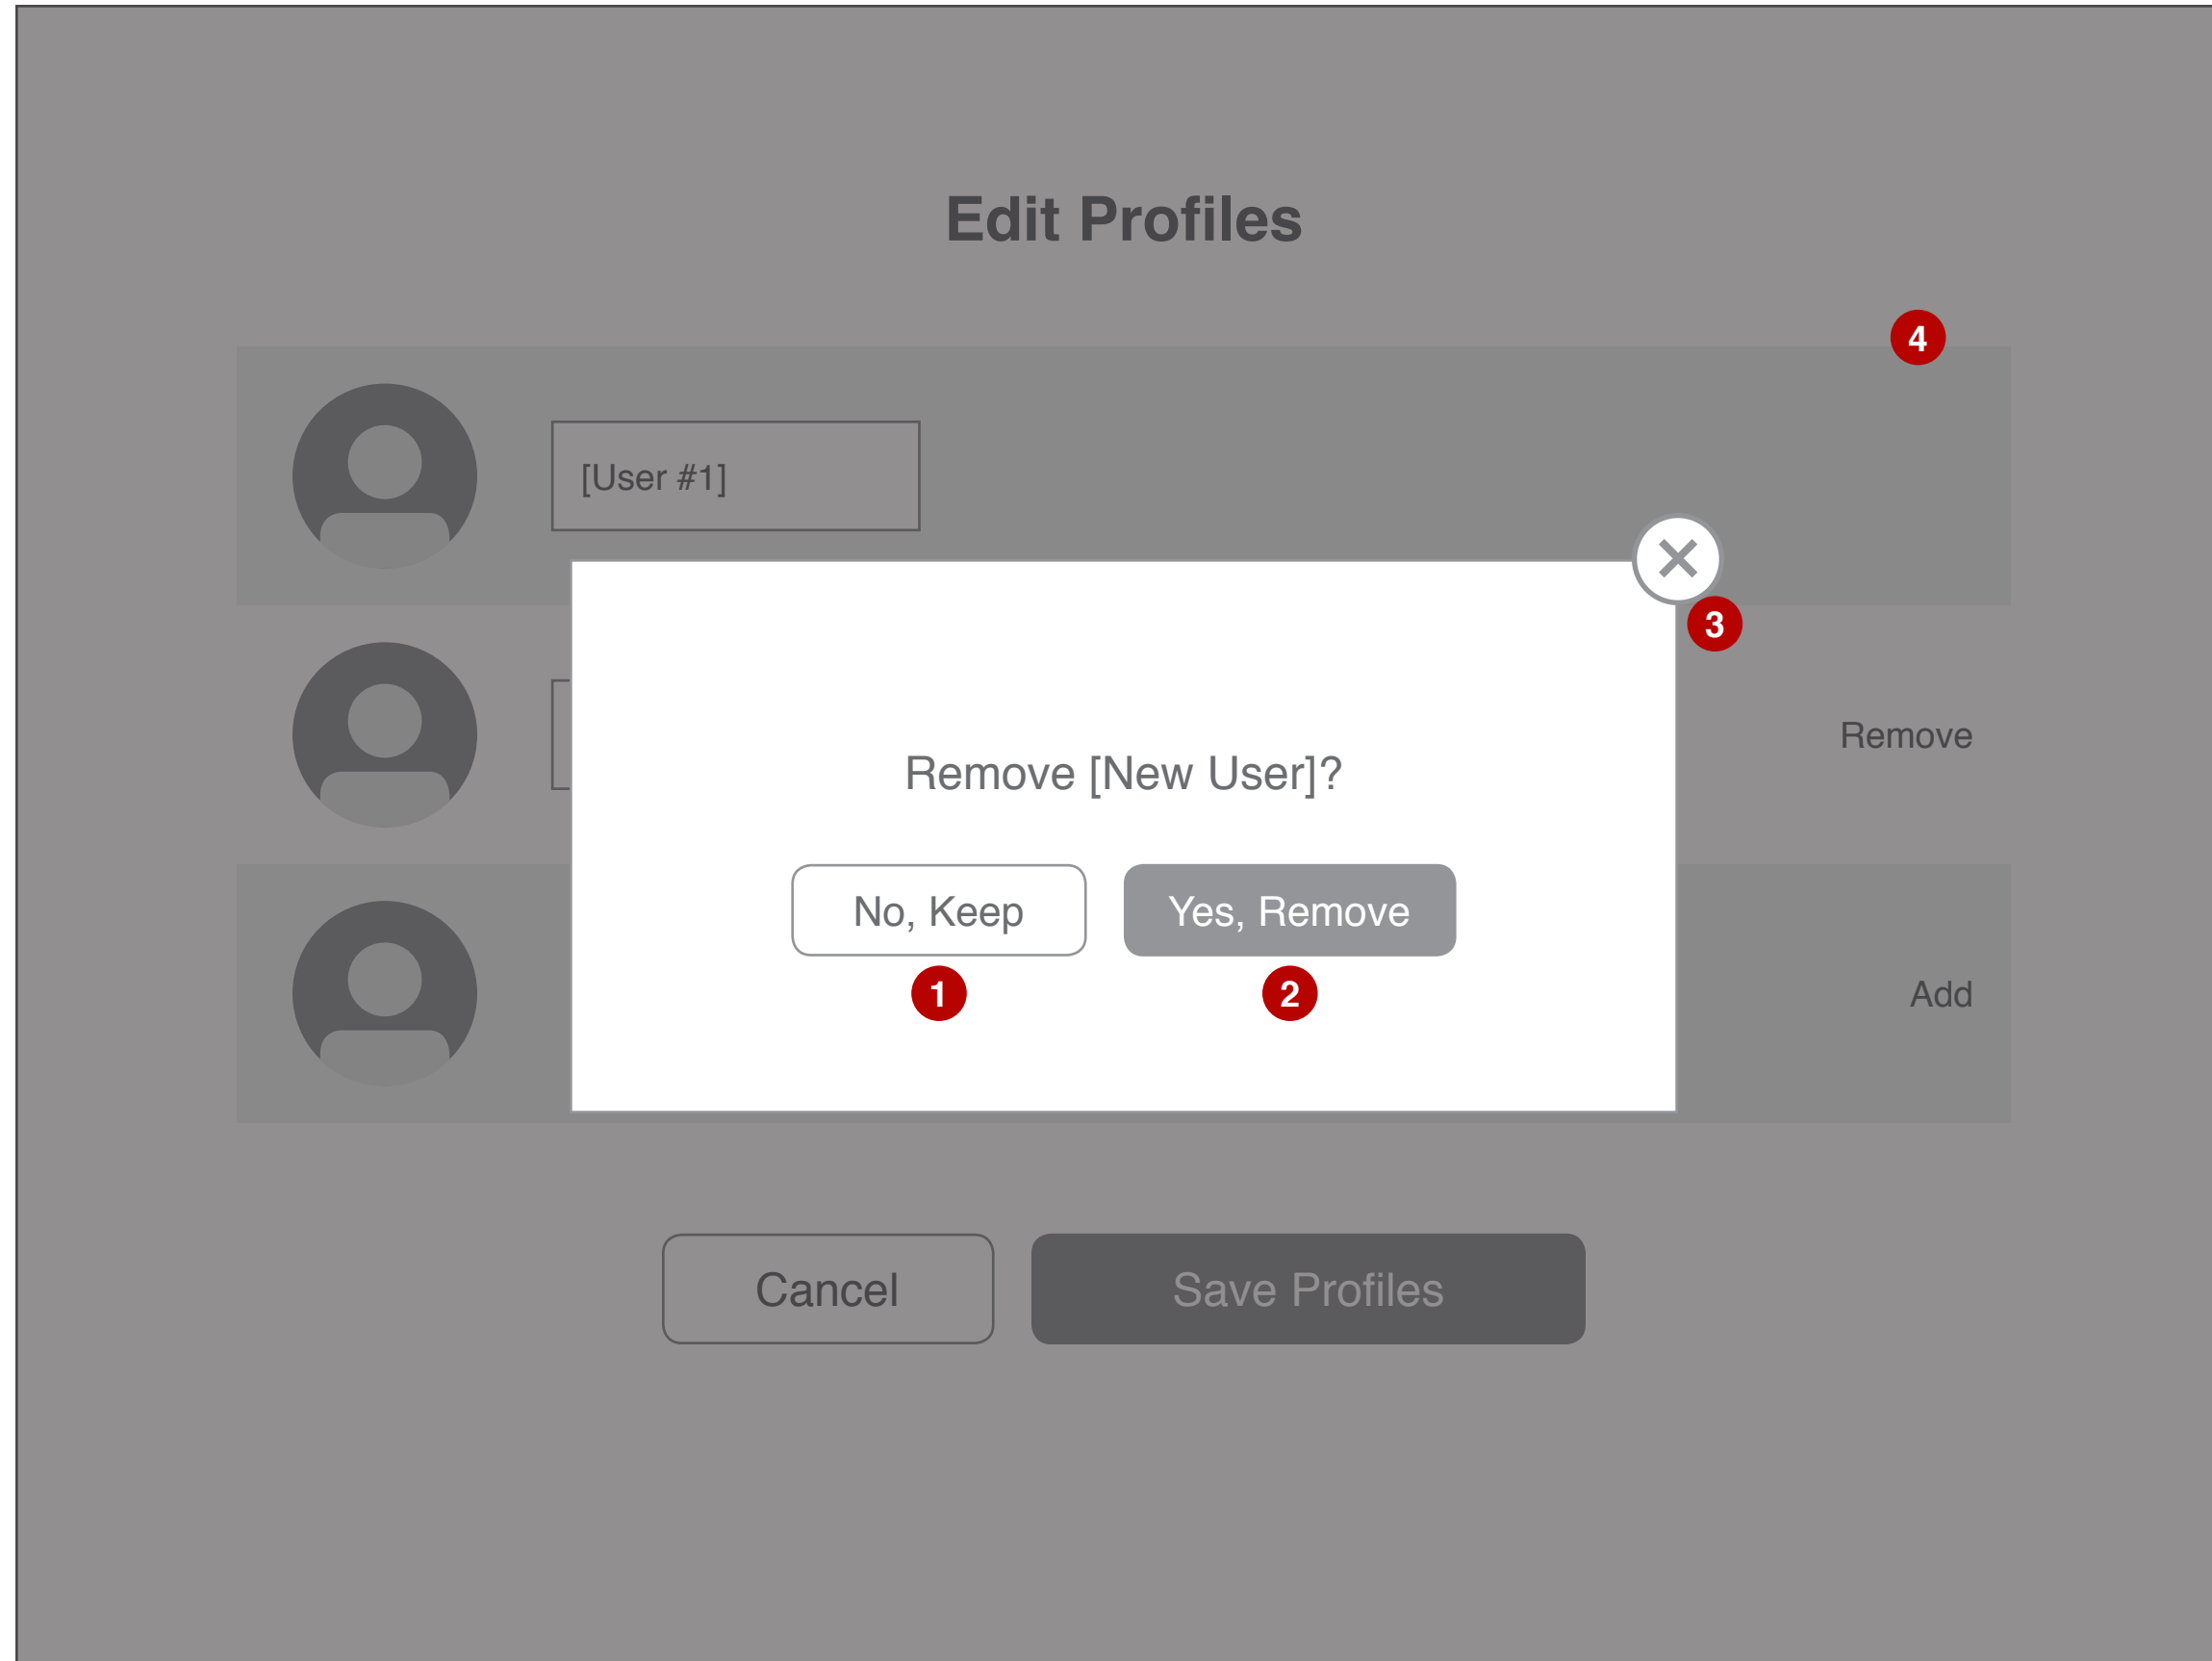 Edit Profiles
4
[User #1]
3
Remove
Remove [New User]?
No, Keep
Yes, Remove
1
2
Add
Cancel
Save Profiles